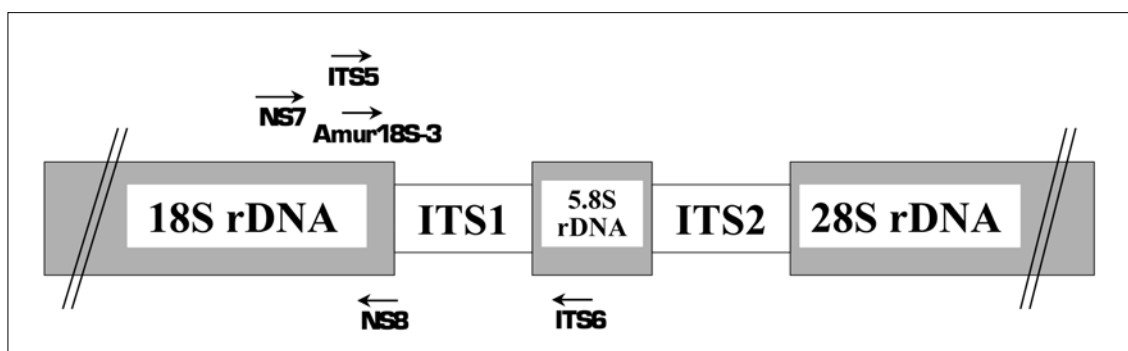 ITS5
NS7
Amur18S-3
18S rDNA
ITS1
5.8S
rDNA
ITS2
28S rDNA
NS8
ITS6